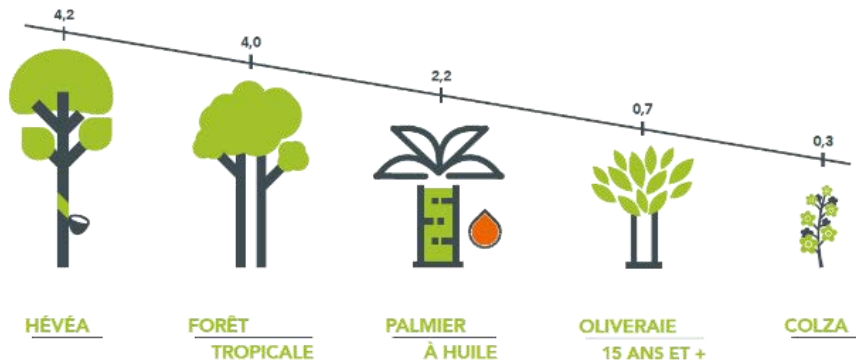 4,2
4,0
2,2
0,7
0,3
HÉVÉA
FORÊT
TROPICALE
PALMIER
À HUILE
OLIVERAIE
15 ANS ET +
COLZA